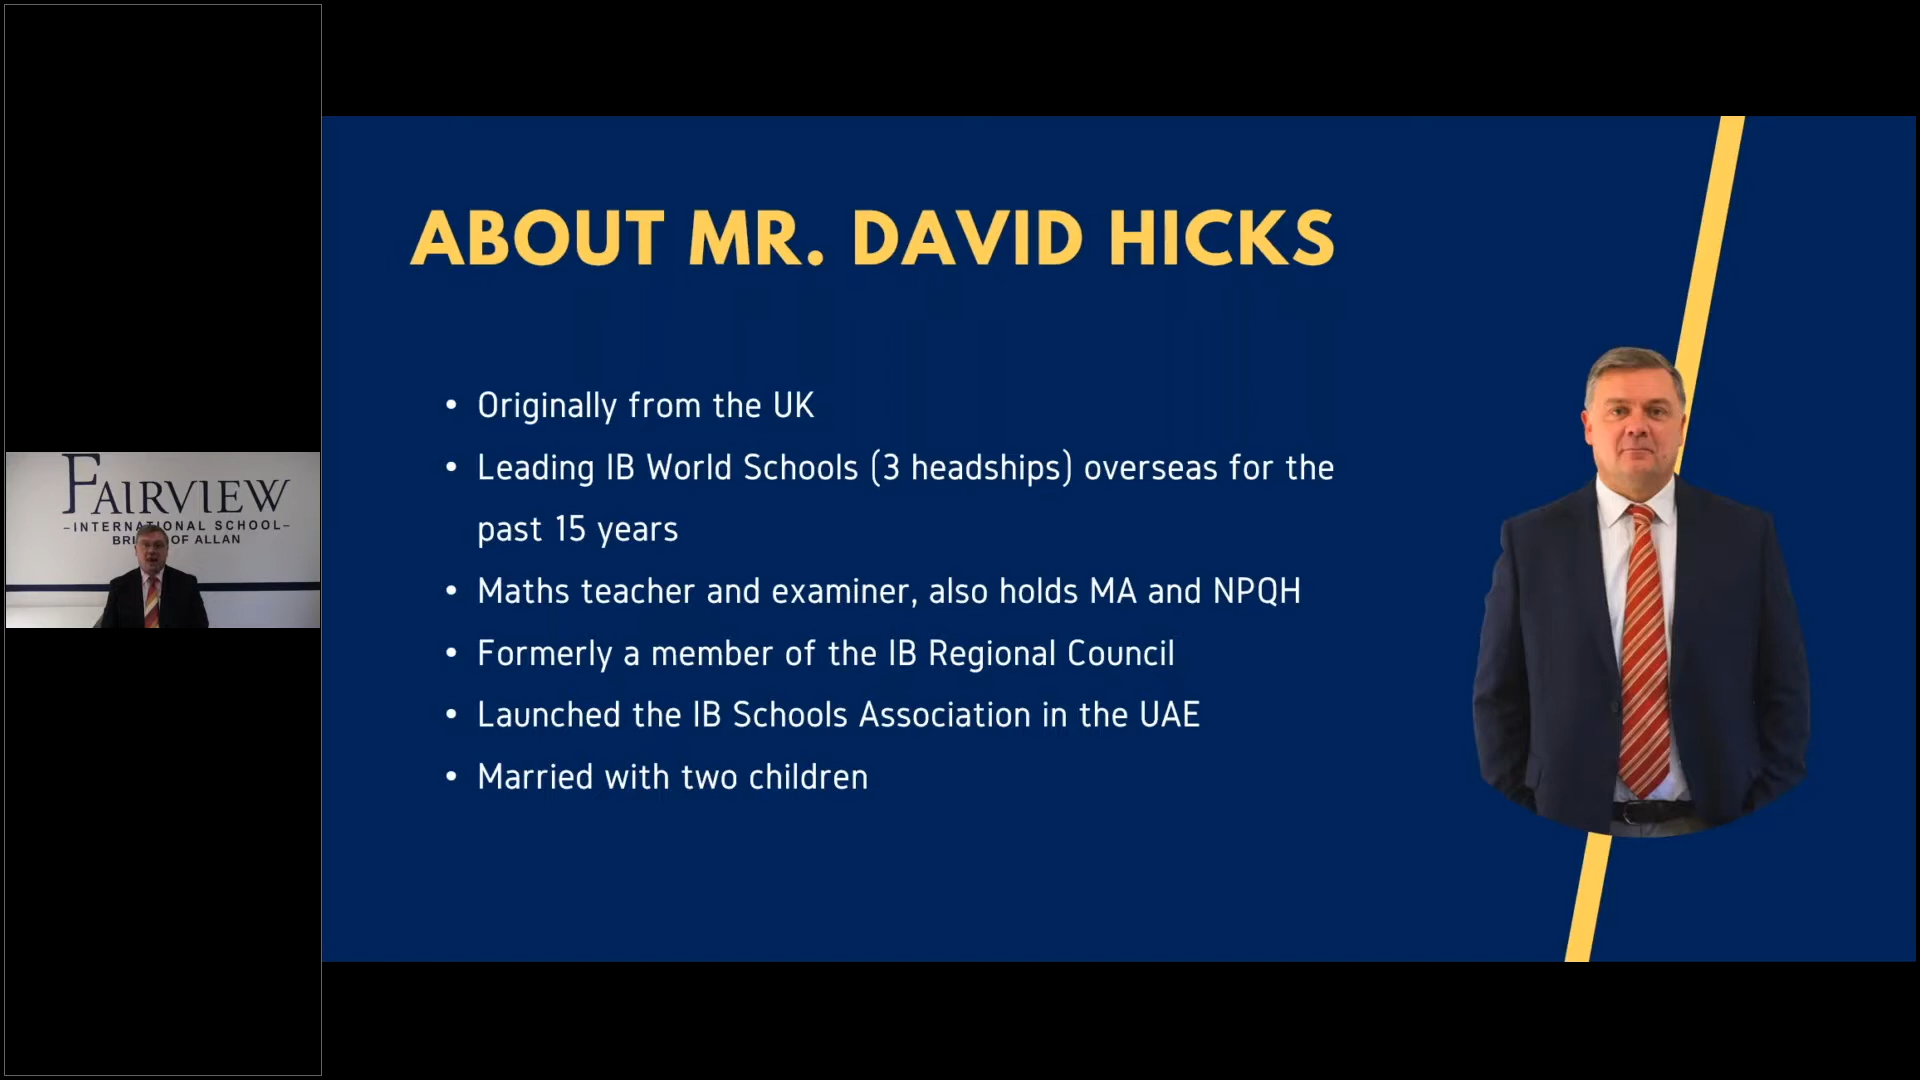 FAIRVIEW
-INTERNATIONAL SCHOOL-
BRI OF ALLAN
ABOUT MR. DAVID HICKS
• Originally from the UK
• Leading IB World Schools (3 headships) overseas for the
past 15 years
• Maths teacher and examiner, also holds MA and NPQH
• Formerly a member of the IB Regional Council
• Launched the IB Schools Association in the UAE
• Married with two children